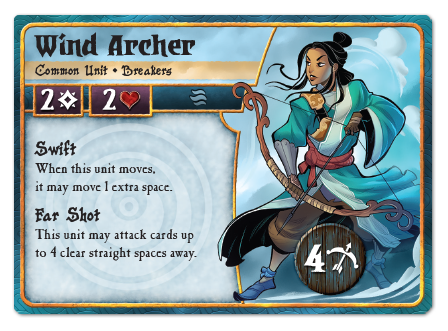 Wind Archer
Common Unit • Breakers
2 2
Swift
When this unit moves,
it may move 1 extra space.
Far Shot
This unit may attack cards up
to 4 clear straight spaces away.
4